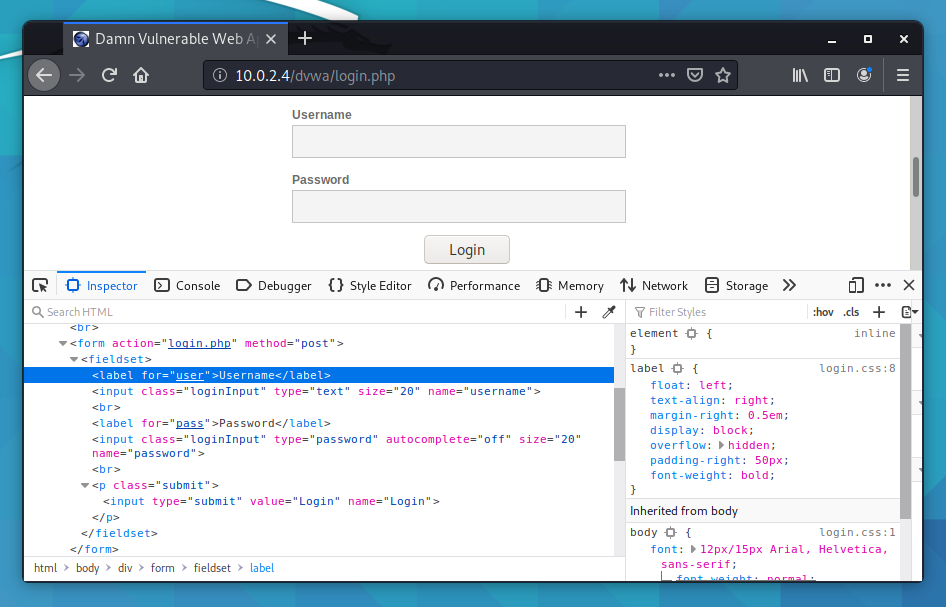 Damn Vulnerable Web Ap
10.0.2.4/dvwa/login.php
Username
Password
Login
Inspector Console Debugger Style Editor Performance Memory Network Storage
Search HTML
Filter Styles :hov .cls
<br>
<form action="login.php" method="post">
<fieldset>
<label for="user">Username</label>
<input class="loginInput" type="text" size="20" name="username">
<br>
<label for="pass">Password</label>
<input class="loginInput" type="password" autocomplete="off" size="20"
name="password">
<br>
<p class="submit">
<input type="submit" value="Login" name="Login">
</p>
</fieldset>
</form>
html > body > div > form > fieldset > label
element { inline
}
label { login.css:8
float: left;
text-align: right;
margin-right: 0.5em;
display: block;
overflow: hidden;
padding-right: 50px;
font-weight: bold;
}
Inherited from body
body { login.css:1
font: 12px/15px Arial, Helvetica,
sans-serif;
font-weight: normal;